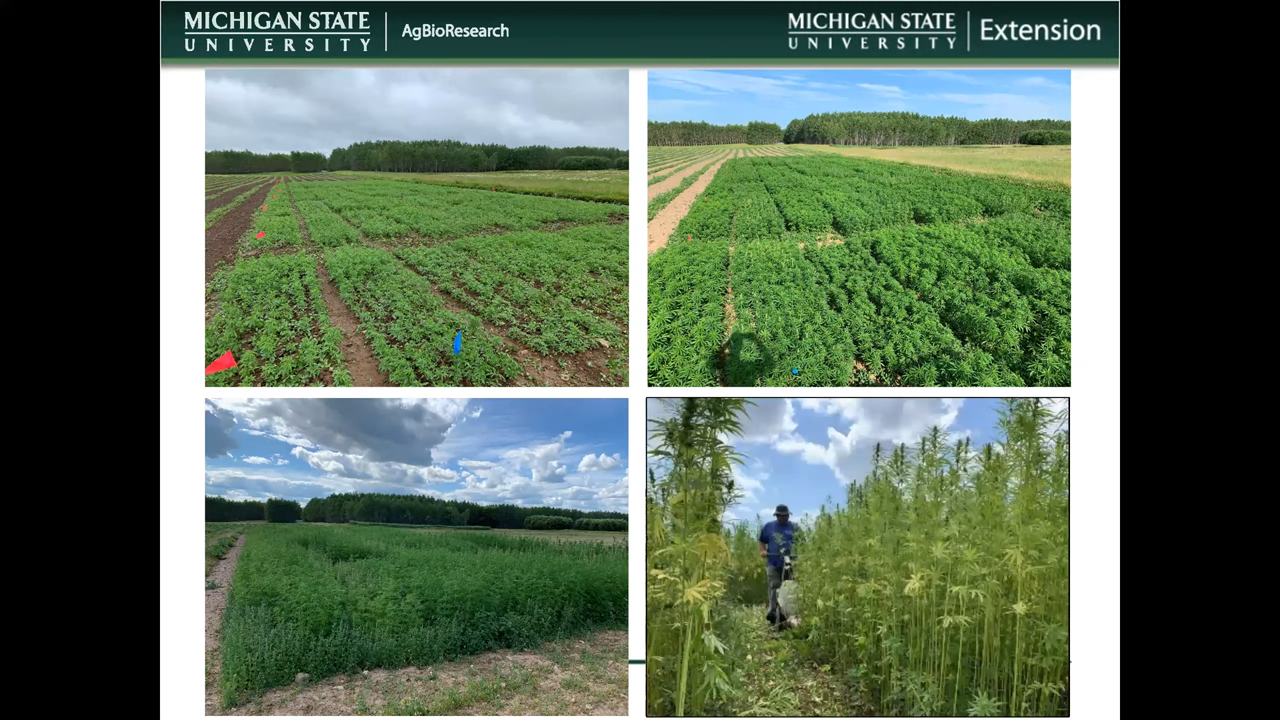 MICHIGAN STATE
UNIVERSITY
AgBioResearch
MICHIGAN STATE
UNIVERSITY
Extension